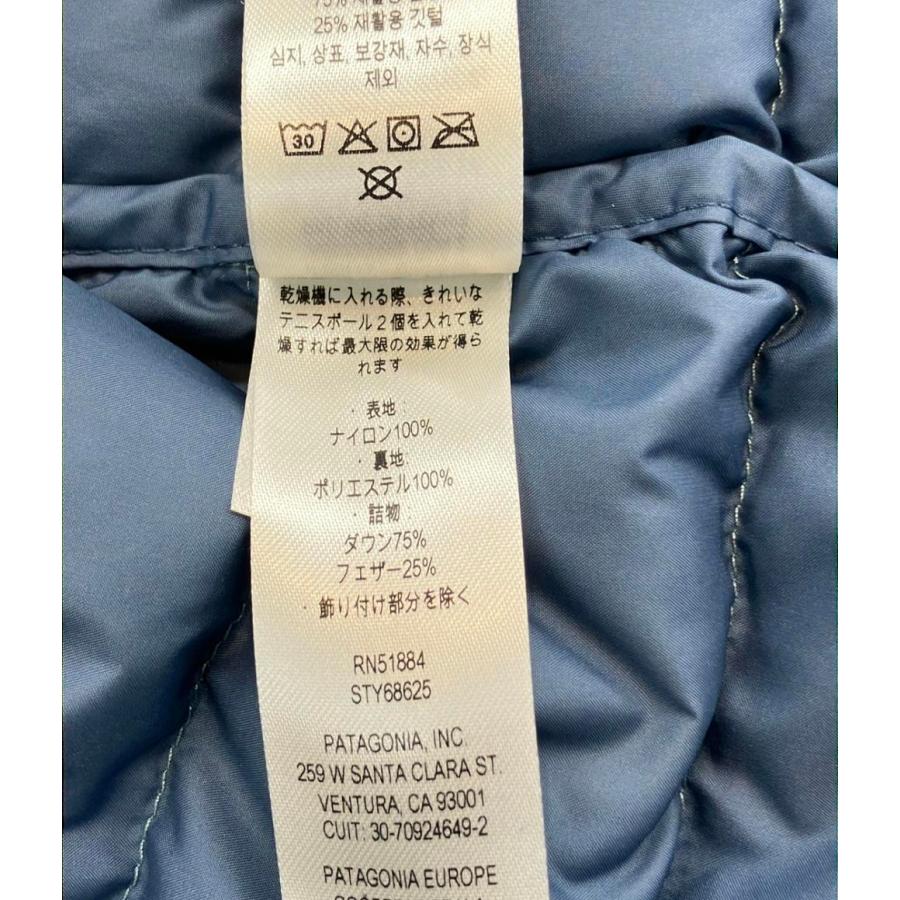 25% 재활용 깃털
심지, 상표, 보강재, 자수, 장식
제외
30
乾燥機に入れる際、きれいな
テニスボール2個を入れて乾
燥すれば最大限の効果が得ら
れます
· 表地 :
ナイロン100%
· 裏地:
ポリエステル100%
· 詰物 :
ダウン75%
フェザー25%
· 飾り付け部分を除く
RN51884
STY68625
PATAGONIA, INC.
259 W SANTA CLARA ST.
VENTURA, CA 93001
CUIT: 30-70924649-2
PATAGONIA EUROPE